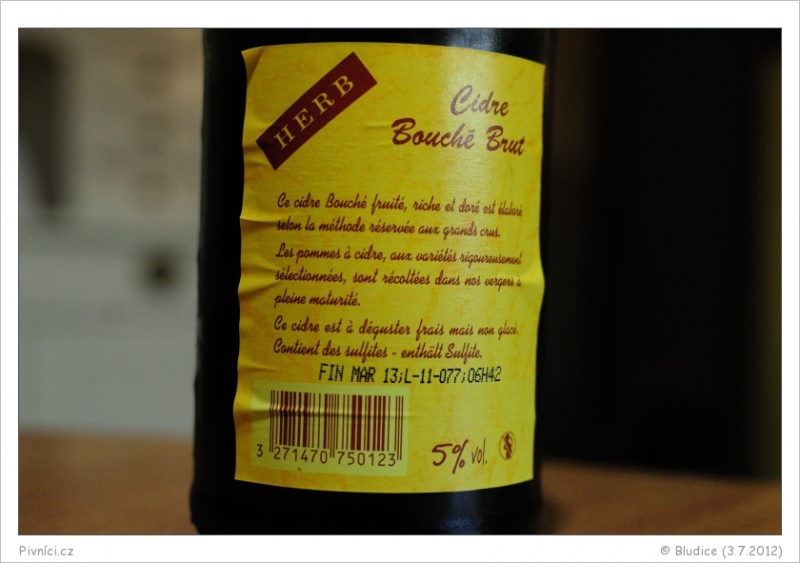 HERB
Cidre
Bouché Brut
Ce cidre Bouché fruité, riche et doré est élaboré
selon la méthode réservée aux grands crus.
Les pommes à cidre, aux variétés rigoureusement
sélectionnées, sont récoltées dans nos vergers à
pleine maturité.
Ce cidre est à déguster frais mais non glacé.
Contient des sulfites - enthält Sulfite.
FIN MAR 13;L-11-077;06H42
3 271470 750123
5% vol.
Pivníci.cz
© Bludice (3.7.2012)